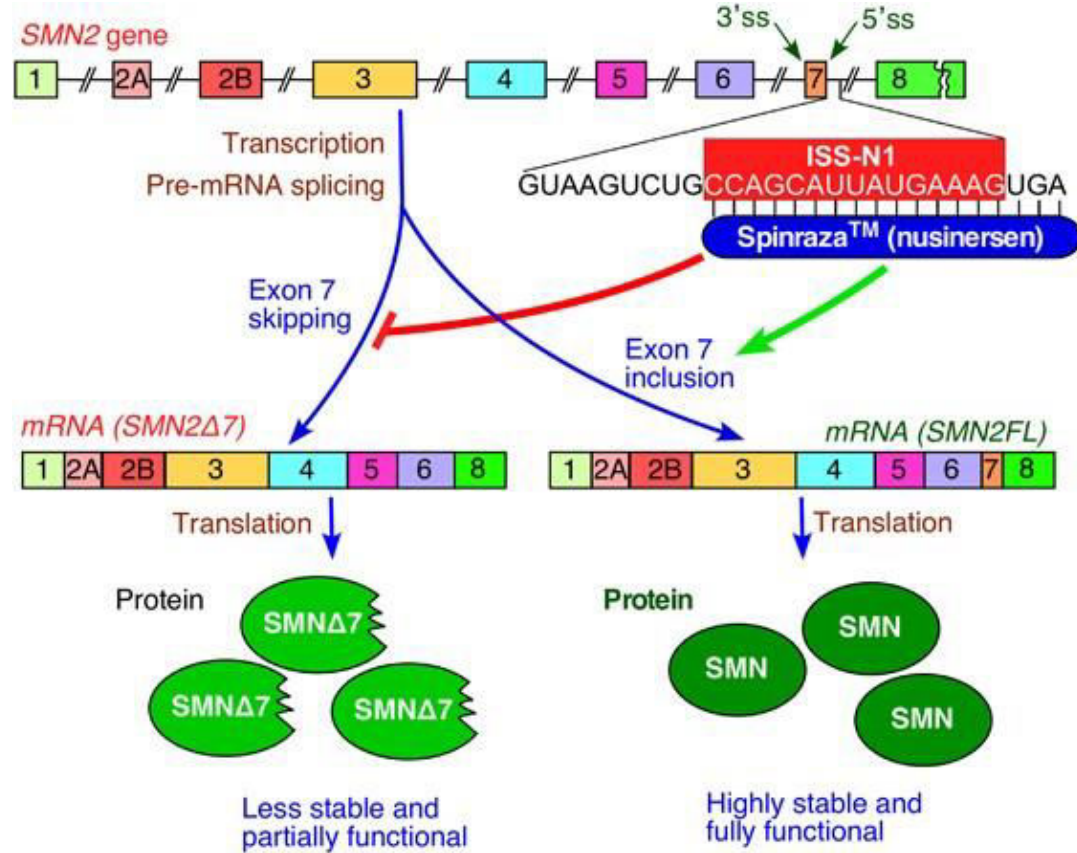 3'ss 5'ss
SMN2 gene
1 2A 2B 3 4 5 6 7 8
Transcription
Pre-mRNA splicing
ISS-N1
GUAAGUCUGCCAGCAUUAUGAAAGUGA
Spinraza™ (nusinersen)
Exon 7
skipping
Exon 7
inclusion
mRNA (SMN2Δ7)
1 2A 2B 3 4 5 6 8
mRNA (SMN2FL)
1 2A 2B 3 4 5 6 7 8
Translation
Translation
Protein
SMNΔ7
SMNΔ7
SMNΔ7
Protein
SMN
SMN
SMN
Less stable and
partially functional
Highly stable and
fully functional